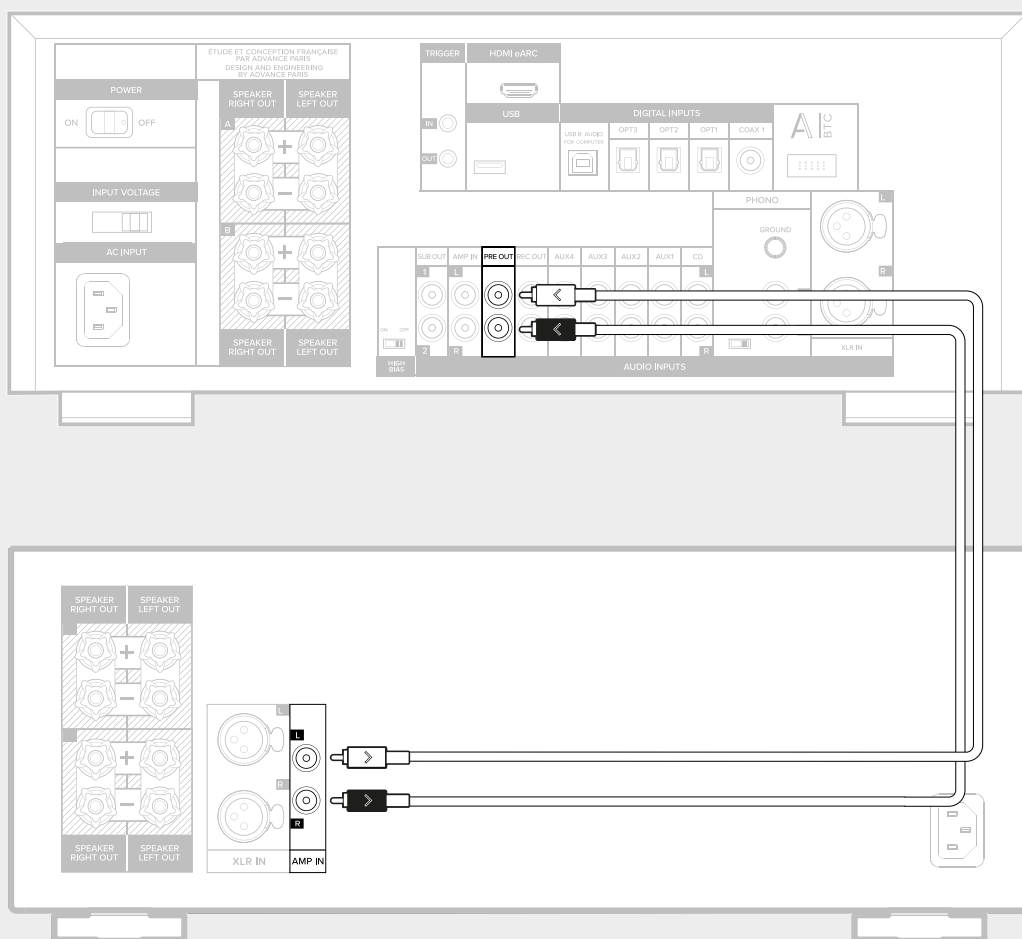 ÉTUDE ET CONCEPTION FRANÇAISE
PAR ADVANCE PARIS
DESIGN AND ENGINEERING
BY ADVANCE PARIS
POWER
ON
OFF
INPUT VOLTAGE
AC INPUT
SPEAKER
RIGHT OUT
SPEAKER
LEFT OUT
A
+
−
B
+
−
SPEAKER
RIGHT OUT
SPEAKER
LEFT OUT
TRIGGER
IN
OUT
HDMI eARC
USB
DIGITAL INPUTS
USB B AUDIO
FOR COMPUTER
OPT3
OPT2
OPT1
COAX 1
A
BTC
PHONO
GROUND
L
R
XLR IN
SUB OUT
AMP IN
PRE OUT
REC OUT
AUX4
AUX3
AUX2
AUX1
CD
1
L
L
ON
OFF
2
R
R
HIGH
BIAS
AUDIO INPUTS
SPEAKER
RIGHT OUT
SPEAKER
LEFT OUT
+
−
+
−
SPEAKER
RIGHT OUT
SPEAKER
LEFT OUT
L
R
XLR IN
L
R
AMP IN